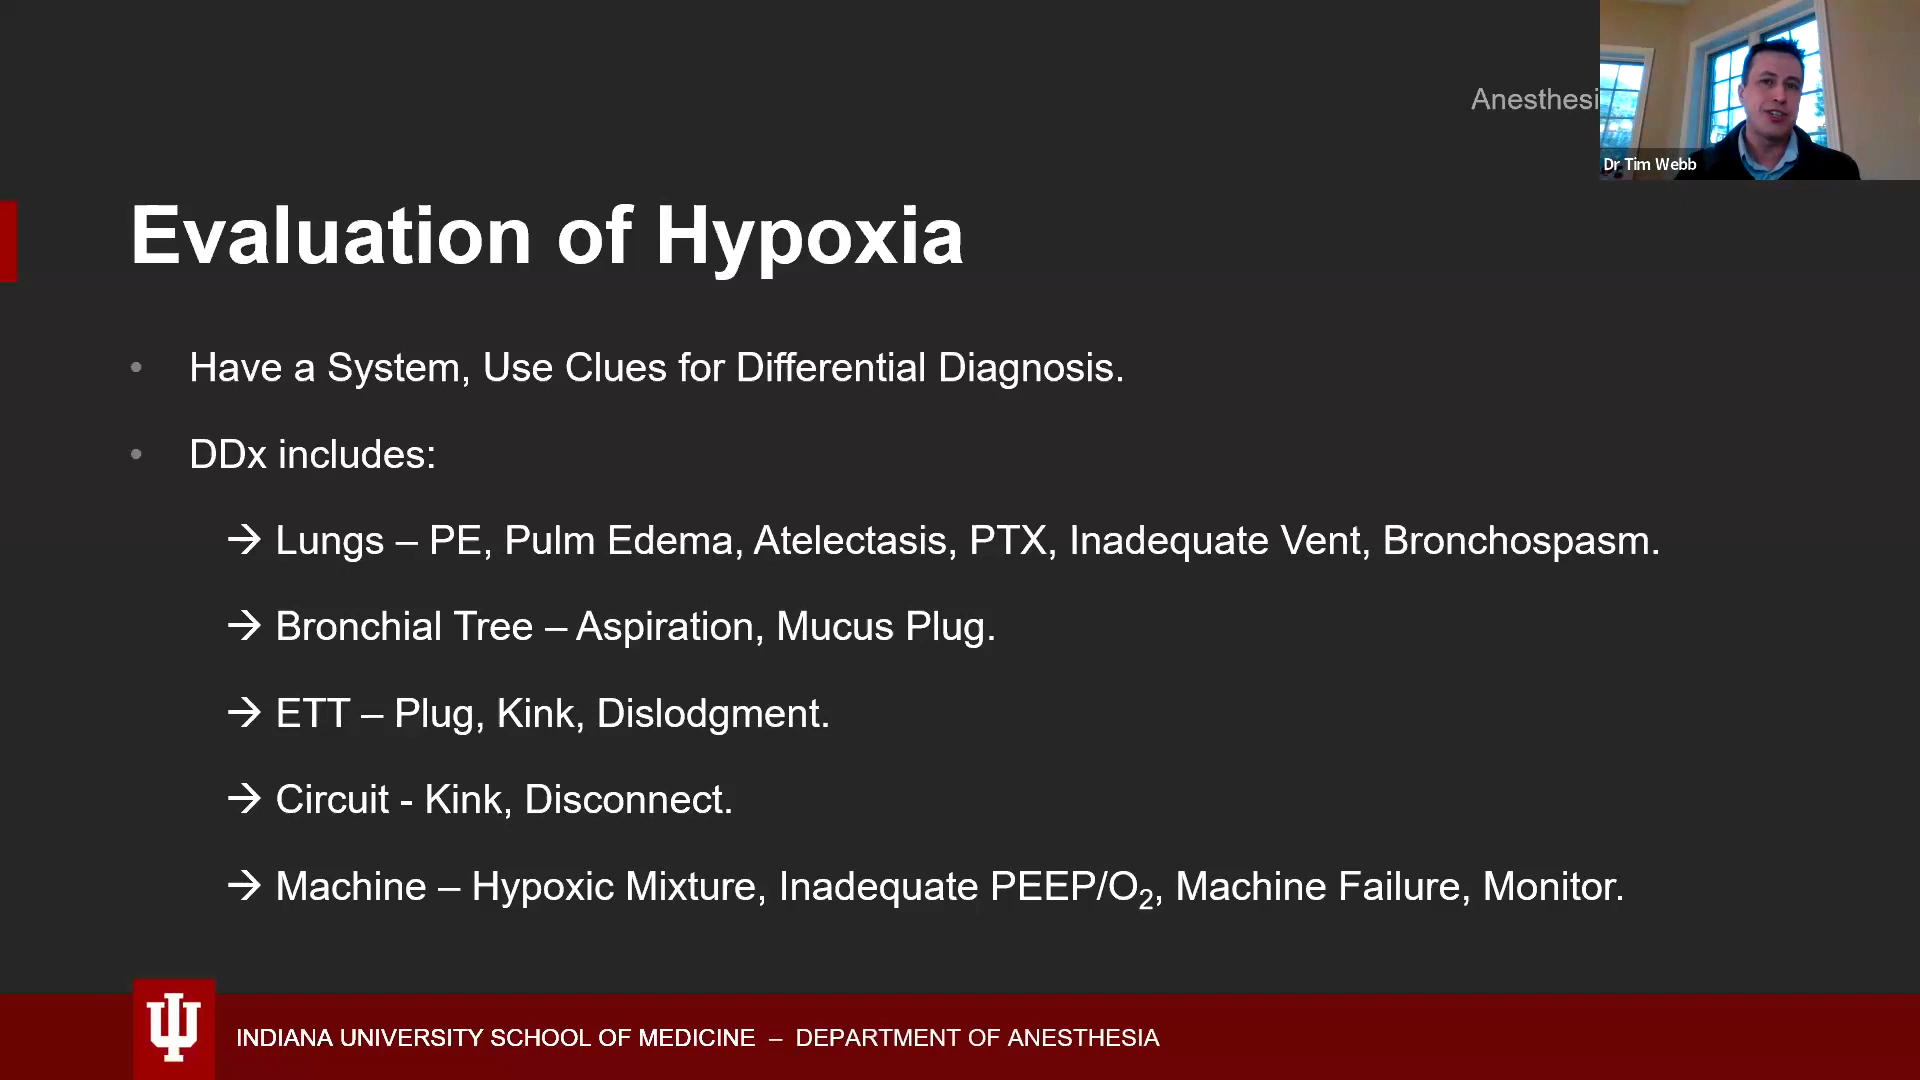 Anesthesi
Dr Tim Webb
Evaluation of Hypoxia
• Have a System, Use Clues for Differential Diagnosis.
• DDx includes:
→ Lungs – PE, Pulm Edema, Atelectasis, PTX, Inadequate Vent, Bronchospasm.
→ Bronchial Tree – Aspiration, Mucus Plug.
→ ETT – Plug, Kink, Dislodgment.
→ Circuit - Kink, Disconnect.
→ Machine – Hypoxic Mixture, Inadequate PEEP/O₂, Machine Failure, Monitor.
INDIANA UNIVERSITY SCHOOL OF MEDICINE – DEPARTMENT OF ANESTHESIA